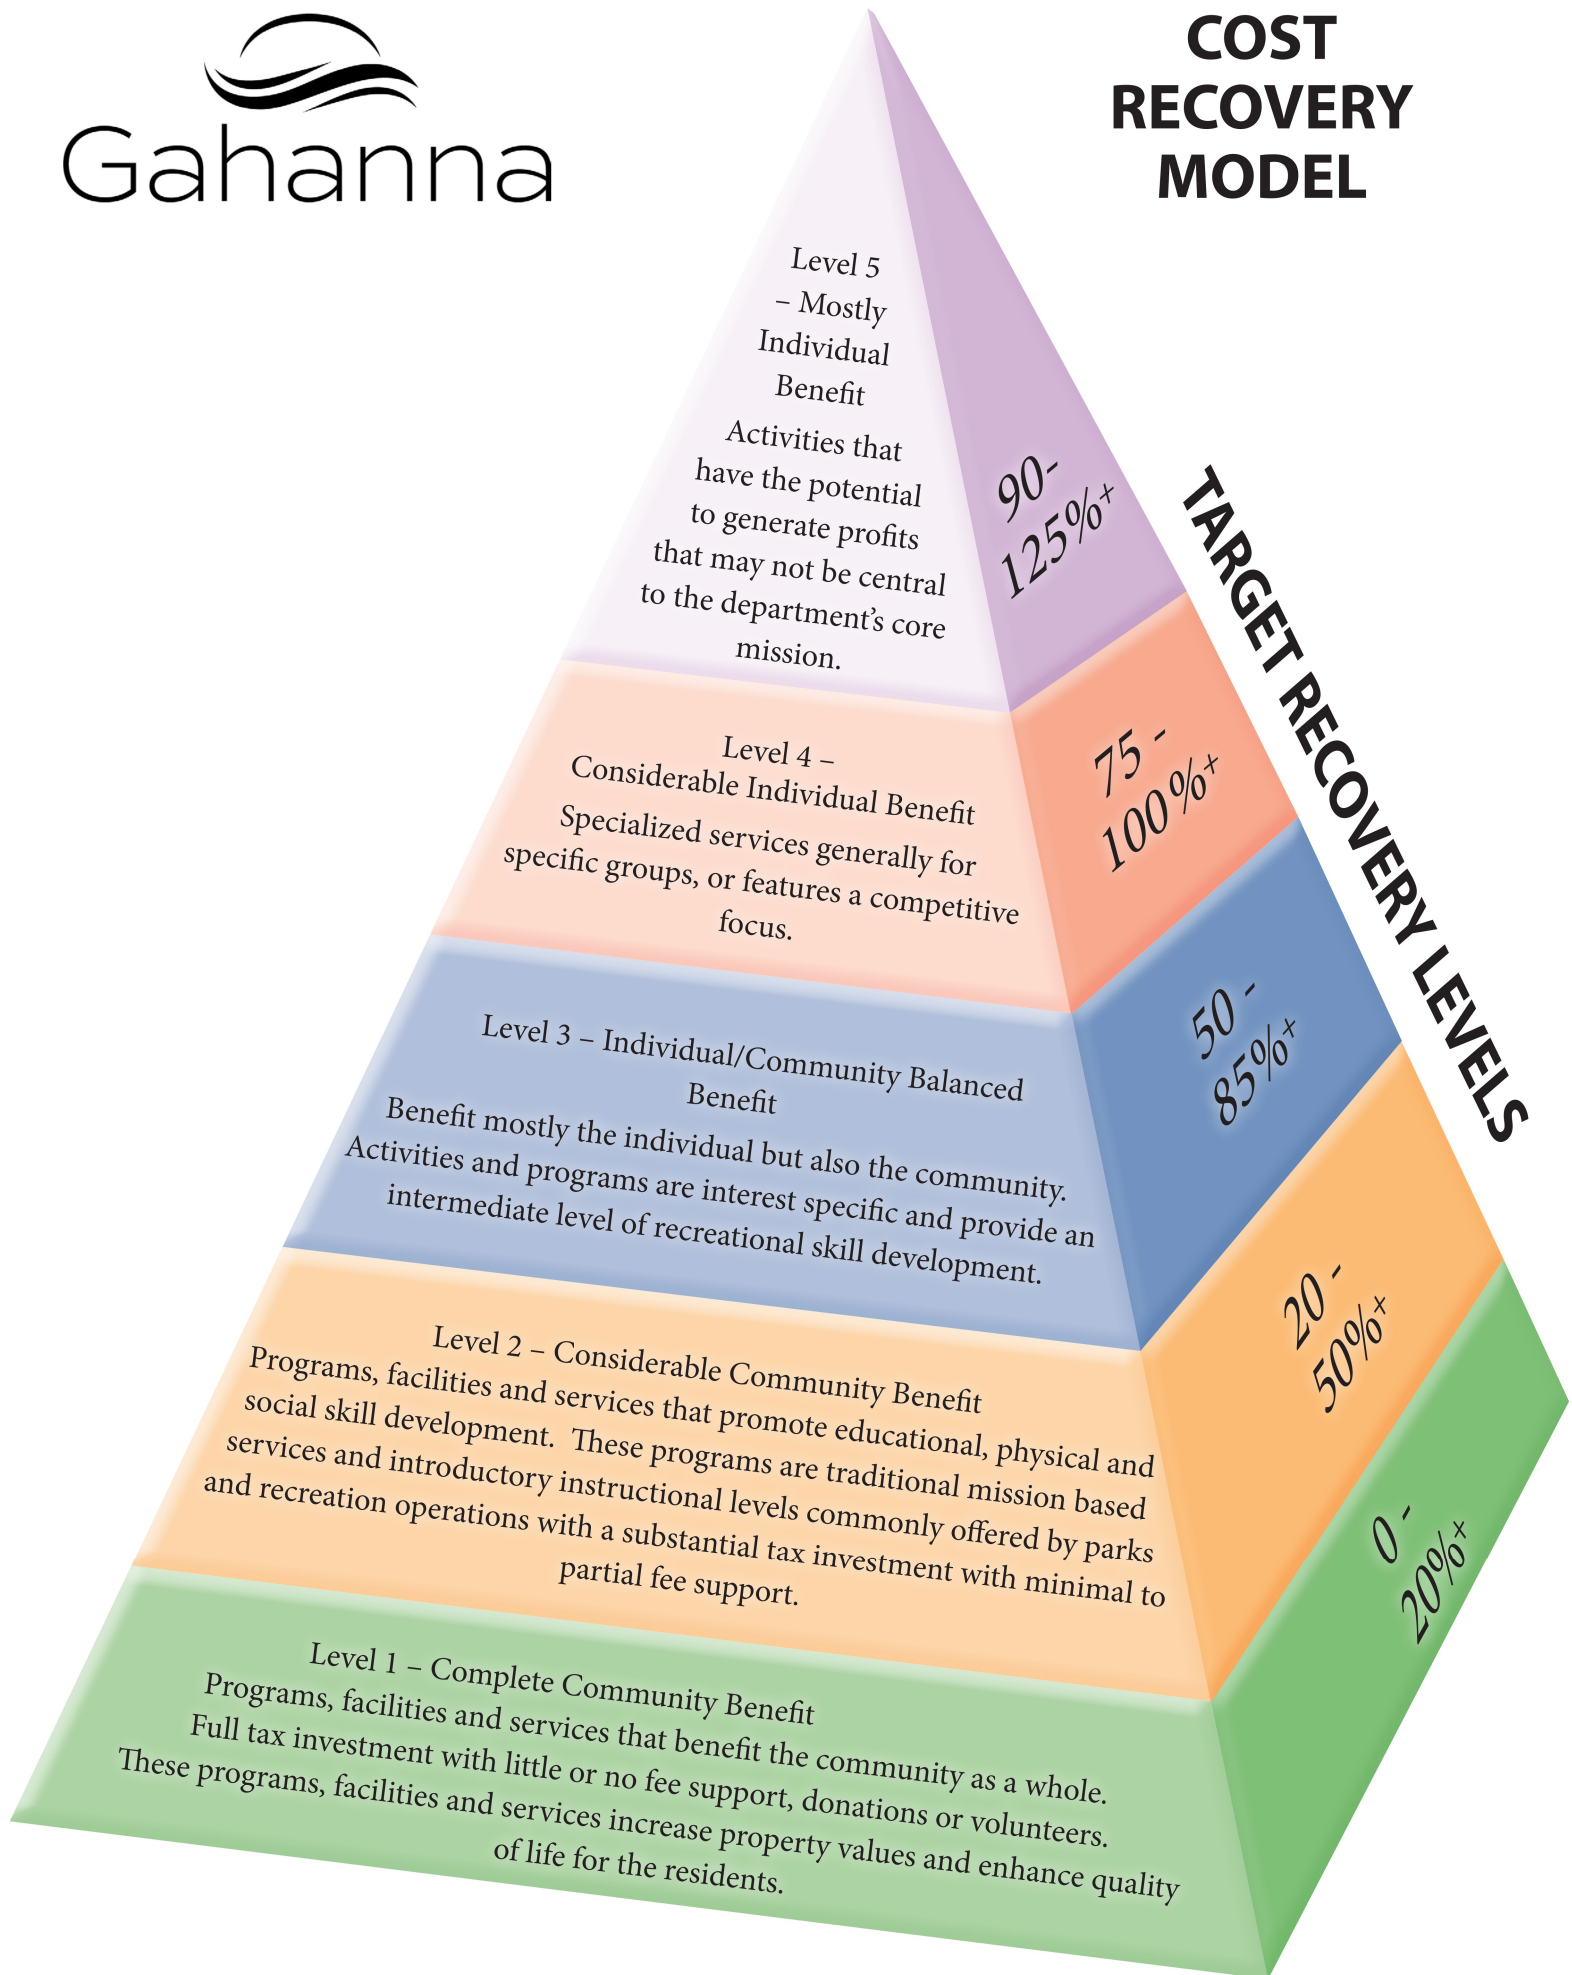 Gahanna
COST
RECOVERY
MODEL
Level 5
– Mostly
Individual
Benefit
Activities that
have the potential
to generate profits
that may not be central
to the department’s core
mission.
90-
125%+
Level 4 –
Considerable Individual Benefit
Specialized services generally for
specific groups, or features a competitive
focus.
75 -
100%+
Level 3 – Individual/Community Balanced
Benefit
Benefit mostly the individual but also the community.
Activities and programs are interest specific and provide an
intermediate level of recreational skill development.
50 -
85%+
Level 2 – Considerable Community Benefit
Programs, facilities and services that promote educational, physical and
social skill development.  These programs are traditional mission based
services and introductory instructional levels commonly offered by parks
and recreation operations with a substantial tax investment with minimal to
partial fee support.
20 -
50%+
Level 1 – Complete Community Benefit
Programs, facilities and services that benefit the community as a whole.
Full tax investment with little or no fee support, donations or volunteers.
These programs, facilities and services increase property values and enhance quality
of life for the residents.
0 -
20%+
TARGET RECOVERY LEVELS